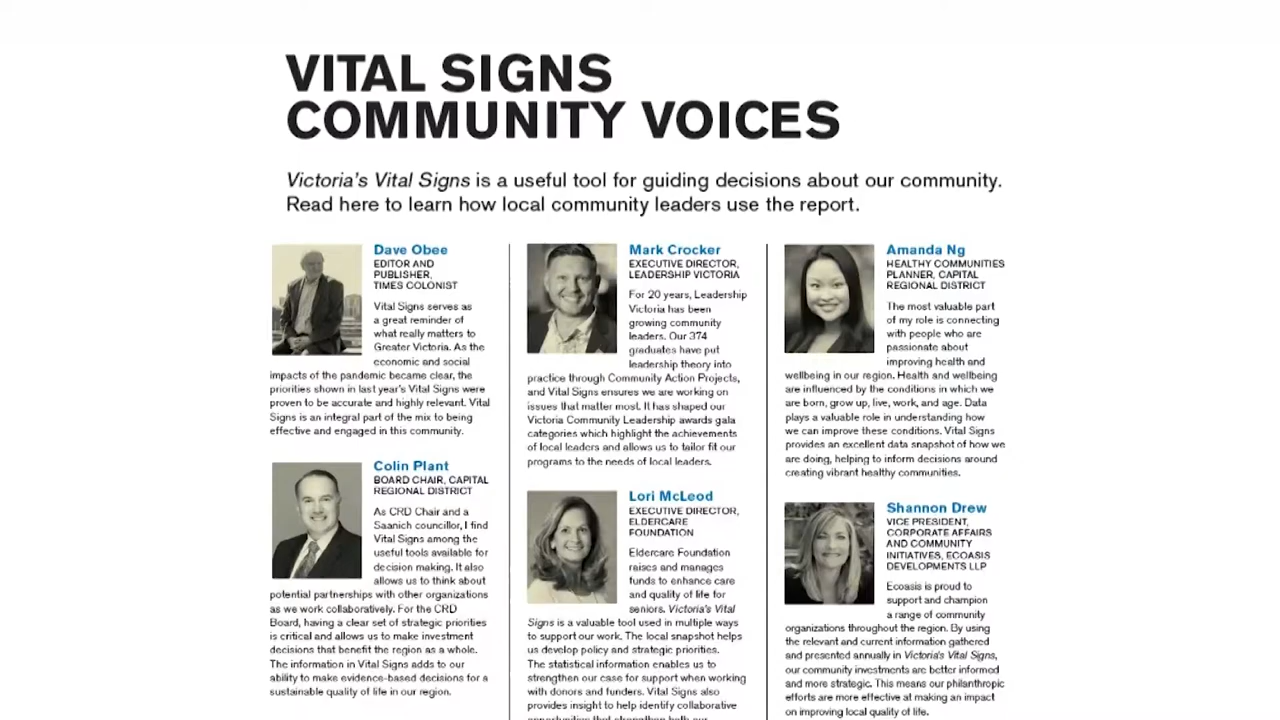 VITAL SIGNS
COMMUNITY VOICES
Victoria's Vital Signs is a useful tool for guiding decisions about our community.
Read here to learn how local community leaders use the report.
Dave Obee
EDITOR AND
PUBLISHER,
TIMES COLONIST
Vital Signs serves as
a great reminder of
what really matters to
Greater Victoria. As the
economic and social
impacts of the pandemic became clear, the
priorities shown in last year's Vital Signs were
proven to be accurate and highly relevant. Vital
Signs is an integral part of the mix to being
effective and engaged in this community.
Colin Plant
BOARD CHAIR, CAPITAL
REGIONAL DISTRICT
As CRD Chair and a
Saanich councillor, I find
Vital Signs among the
useful tools available for
decision making. It also
allows us to think about
potential partnerships with other organizations
as we work collaboratively. For the CRD
Board, having a clear set of strategic priorities
is critical and allows us to make investment
decisions that benefit the region as a whole.
The information in Vital Signs adds to our
ability to make evidence-based decisions for a
sustainable quality of life in our region.
Mark Crocker
EXECUTIVE DIRECTOR,
LEADERSHIP VICTORIA
For 20 years, Leadership
Victoria has been
growing community
leaders. Our 374
graduates have put
leadership theory into
practice through Community Action Projects,
and Vital Signs ensures we are working on
issues that matter most. It has shaped our
Victoria Community Leadership awards gala
categories which highlight the achievements
of local leaders and allows us to tailor fit our
programs to the needs of local leaders.
Lori McLeod
EXECUTIVE DIRECTOR,
ELDERCARE
FOUNDATION
Eldercare Foundation
raises and manages
funds to enhance care
and quality of life for
seniors. Victoria's Vital
Signs is a valuable tool used in multiple ways
to support our work. The local snapshot helps
us develop policy and strategic priorities.
The statistical information enables us to
strengthen our case for support when working
with donors and funders. Vital Signs also
provides insight to help identify collaborative
opportunities that strengthen both our
Amanda Ng
HEALTHY COMMUNITIES
PLANNER, CAPITAL
REGIONAL DISTRICT
The most valuable part
of my role is connecting
with people who are
passionate about
improving health and
wellbeing in our region. Health and wellbeing
are influenced by the conditions in which we
are born, grow up, live, work, and age. Data
plays a valuable role in understanding how
we can improve these conditions. Vital Signs
provides an excellent data snapshot of how we
are doing, helping to inform decisions around
creating vibrant healthy communities.
Shannon Drew
VICE PRESIDENT,
CORPORATE AFFAIRS
AND COMMUNITY
INITIATIVES, ECOASIS
DEVELOPMENTS LLP
Ecoasis is proud to
support and champion
a range of community
organizations throughout the region. By using
the relevant and current information gathered
and presented annually in Victoria's Vital Signs,
our community investments are better informed
and more strategic. This means our philanthropic
efforts are more effective at making an impact
on improving local quality of life.